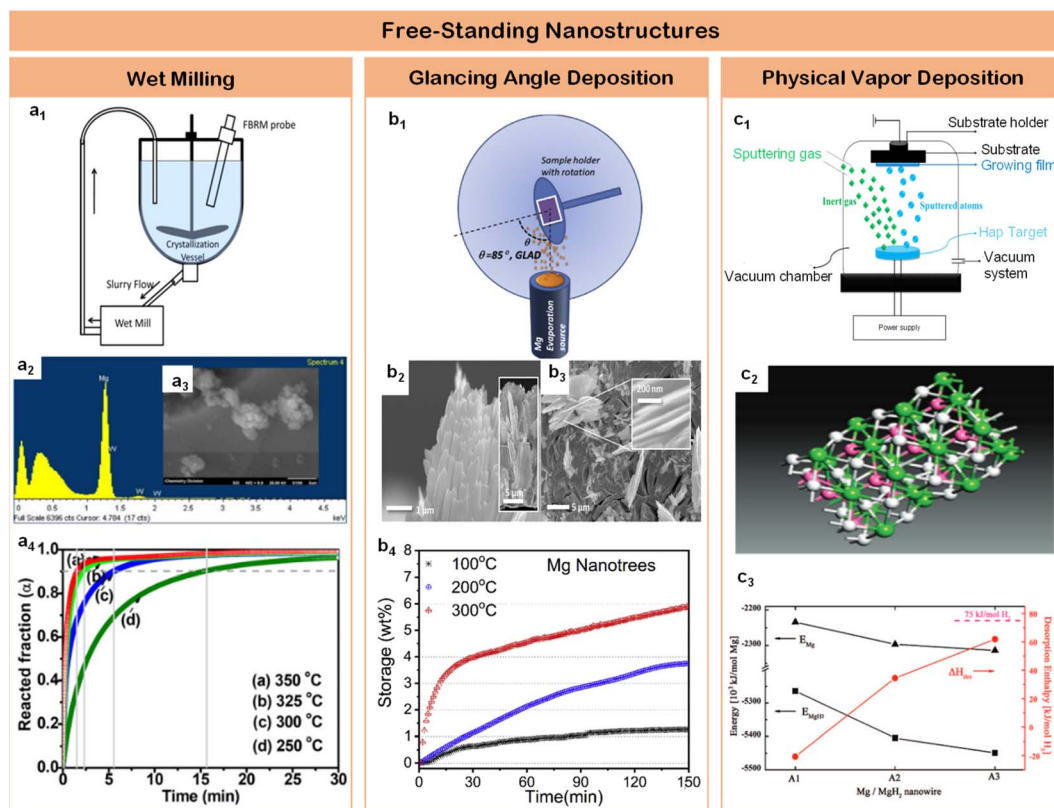 Free-Standing Nanostructures
Wet Milling
a1
FBRM probe
Crystallization
Vessel
Slurry Flow
Wet Mill
a2
Spectrum 4
Mg
W
W
W
a3
Chemistry Division
0 0.5 1 1.5 2 2.5 3 3.5 4 4.5
Full Scale 6396 cts Cursor: 4.784 (17 cts)
keV
a4
Reacted fraction (α)
1.0
0.8
0.6
0.4
0.2
0.0
(a)
(b)
(c)
(d)
(a) 350 °C
(b) 325 °C
(c) 300 °C
(d) 250 °C
0 5 10 15 20 25 30
Time (min)
Glancing Angle Deposition
b1
Sample holder
with rotation
θ
θ=85°, GLAD
Mg
Evaporation
source
b2
1 µm
5 µm
b3
200 nm
5 µm
b4
100°C
200°C
300°C
Mg Nanotrees
Storage (wt%)
8
7
6
5
4
3
2
1
0
0 30 60 90 120 150
Time(min)
Physical Vapor Deposition
c1
Substrate holder
Substrate
Growing film
Sputtering gas
Inert gas
Sputtered atoms
Hap Target
Vacuum
system
Vacuum chamber
Power supply
c2
c3
-2200
-2300
-5300
-5400
-5500
Energy [10³ kJ/mol Mg]
75 kJ/mol H2
EMg
ΔHdes
EMgH2
80
60
40
20
0
-20
Desorption Enthalpy [kJ/mol H2]
A1 A2 A3
Mg / MgH2 nanowire